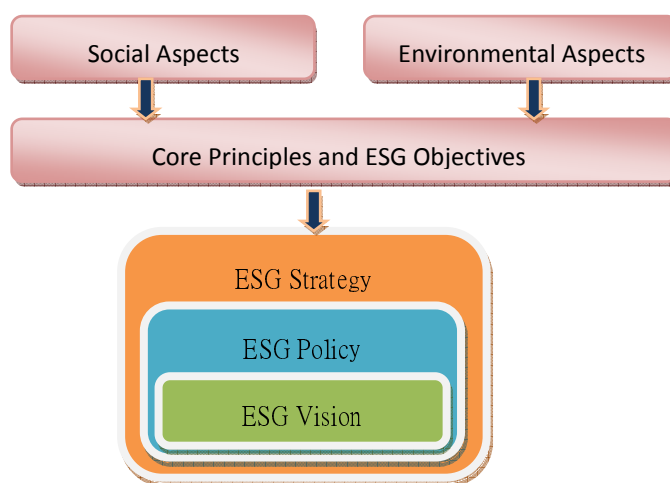 Social Aspects
Environmental Aspects
Core Principles and ESG Objectives
ESG Strategy
ESG Policy
ESG Vision